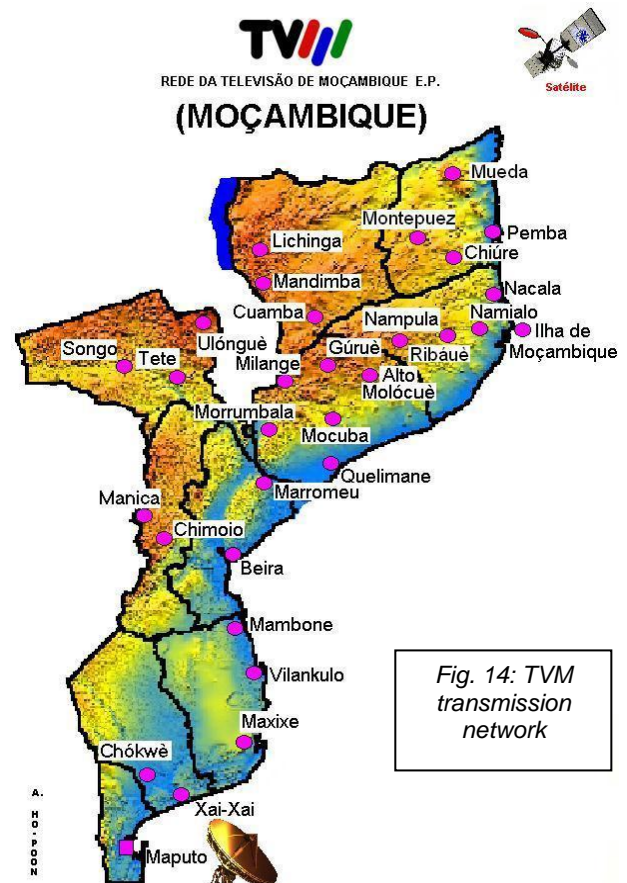 TVM
REDE DA TELEVISÃO DE MOÇAMBIQUE E.P.
Satélite
(MOÇAMBIQUE)
Mueda
Montepuez
Pemba
Lichinga
Chiúre
Mandimba
Nacala
Cuamba
Nampula
Namialo
Ulónguè
Ilha de
Moçambique
Songo
Tete
Milange
Gúruè
Ribáuè
Alto
Molócuè
Morrumbala
Mocuba
Quelimane
Marromeu
Manica
Chimoio
Beira
Mambone
Vilankulo
Fig. 14: TVM
transmission
network
Maxixe
Chókwè
Xai-Xai
Maputo
A. HO-POON